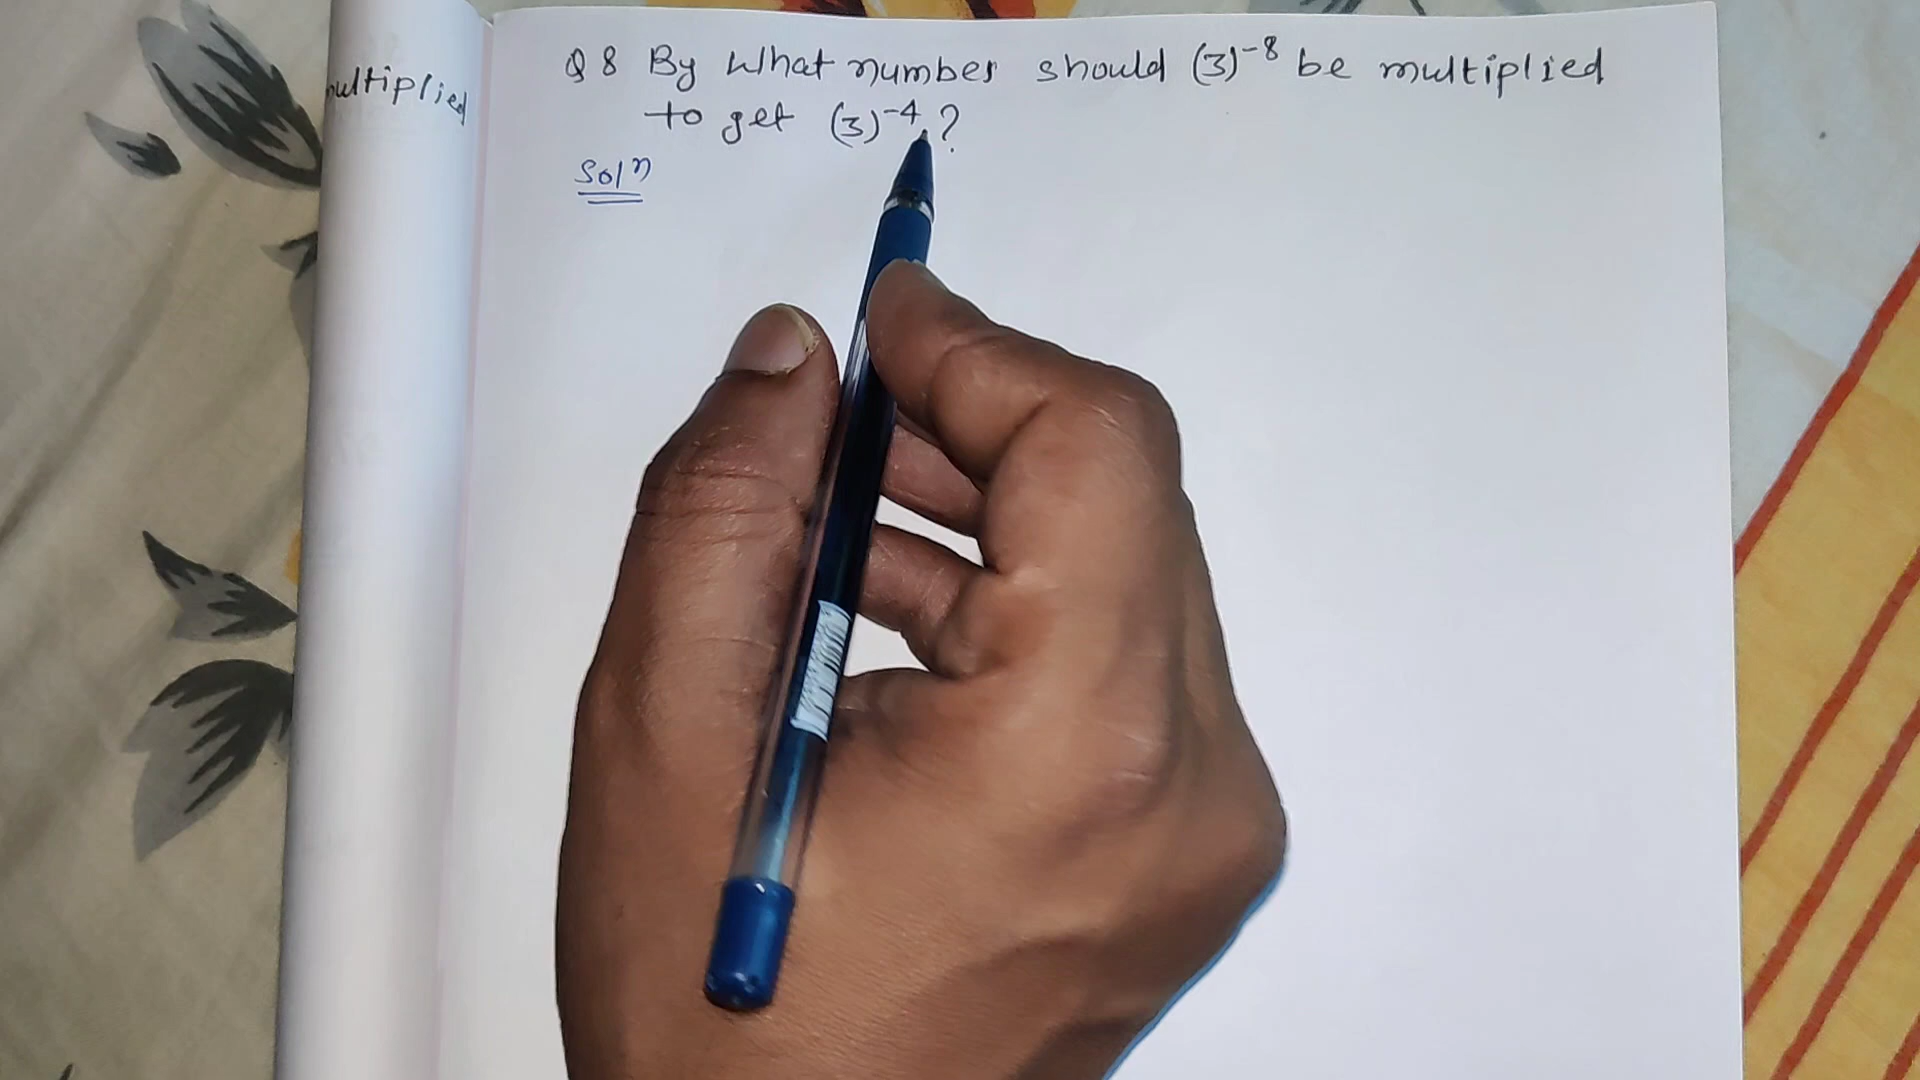 multiplied
Q 8 By what number should (3)⁻⁸ be multiplied
to get (3)⁻⁴?
Solⁿ